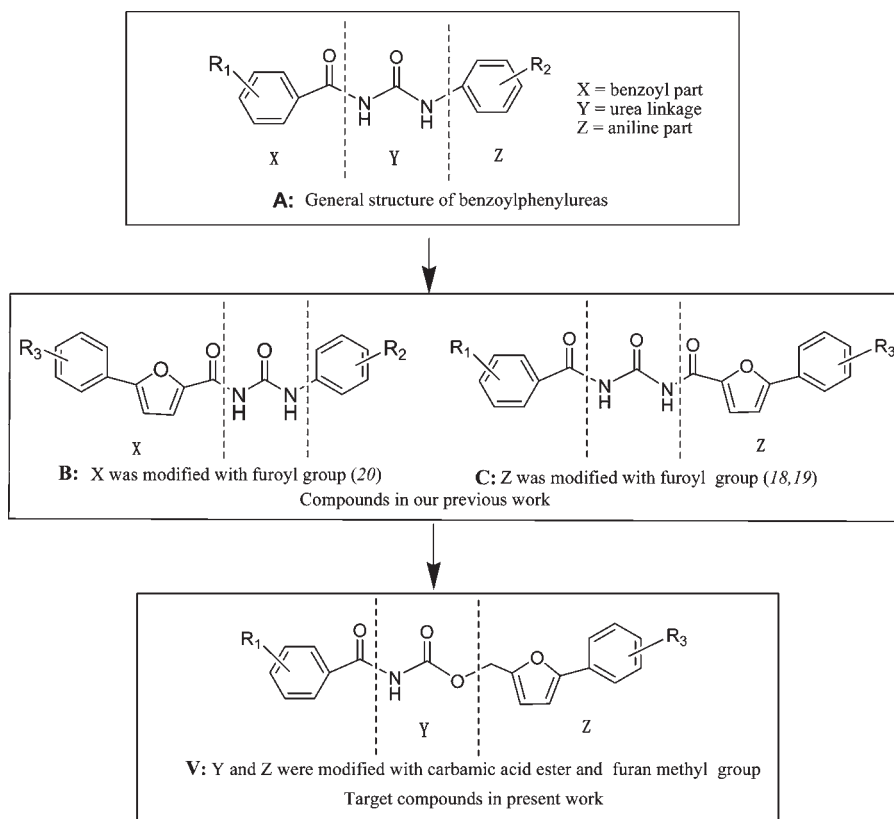 R1 O O R2
N H N H
X = benzoyl part
Y = urea linkage
Z = aniline part
X Y Z
A: General structure of benzoylphenylureas
R3 O O O N H N H R2
X
B: X was modified with furoyl group (20)
R1 O O O O N H N H R3
Z
C: Z was modified with furoyl group (18,19)
Compounds in our previous work
R1 O O O O N H R3
Y Z
V: Y and Z were modified with carbamic acid ester and furan methyl group
Target compounds in present work